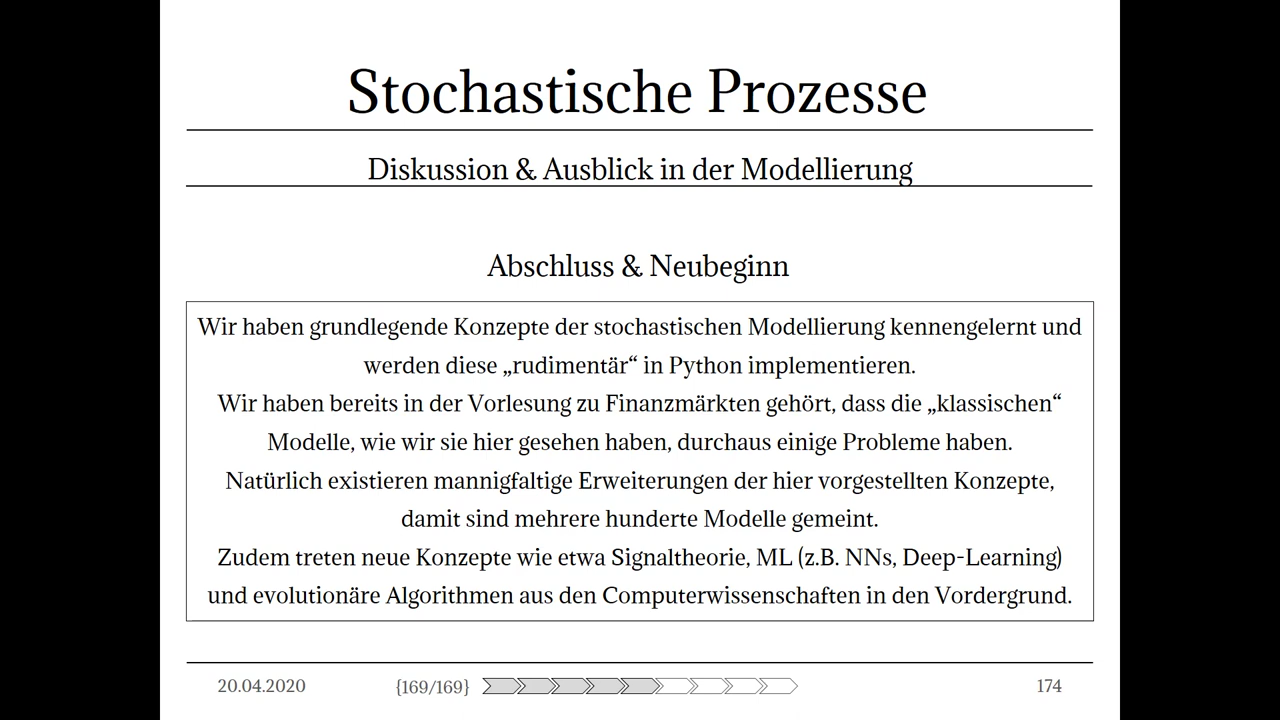 Stochastische Prozesse
Diskussion & Ausblick in der Modellierung
Abschluss & Neubeginn
Wir haben grundlegende Konzepte der stochastischen Modellierung kennengelernt und
werden diese „rudimentär“ in Python implementieren.
Wir haben bereits in der Vorlesung zu Finanzmärkten gehört, dass die „klassischen“
Modelle, wie wir sie hier gesehen haben, durchaus einige Probleme haben.
Natürlich existieren mannigfaltige Erweiterungen der hier vorgestellten Konzepte,
damit sind mehrere hunderte Modelle gemeint.
Zudem treten neue Konzepte wie etwa Signaltheorie, ML (z.B. NNs, Deep-Learning)
und evolutionäre Algorithmen aus den Computerwissenschaften in den Vordergrund.
20.04.2020 {169/169} 174